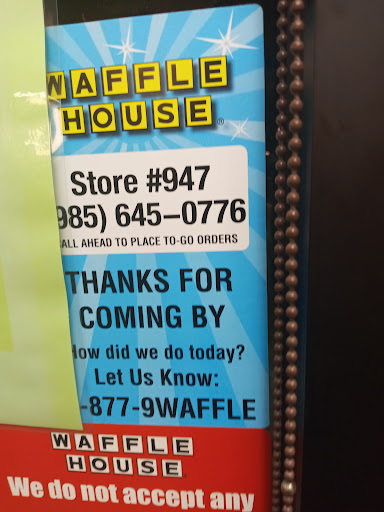 WAFFLE
HOUSE
Store #947
985) 645-0776
CALL AHEAD TO PLACE TO-GO ORDERS
THANKS FOR
COMING BY
How did we do today?
Let Us Know:
-877-9WAFFLE
WAFFLE
HOUSE
We do not accept any